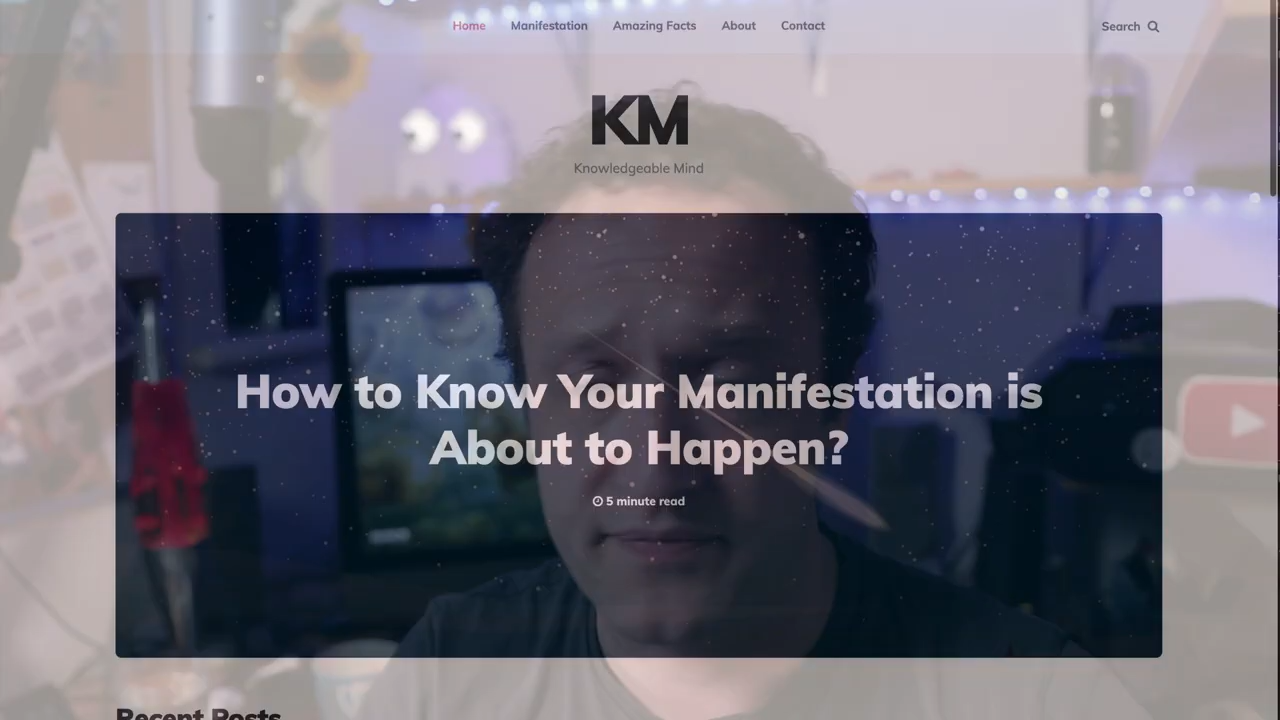 Home Manifestation Amazing Facts About Contact Search
KM
Knowledgeable Mind
How to Know Your Manifestation is
About to Happen?
5 minute read
Recent Posts